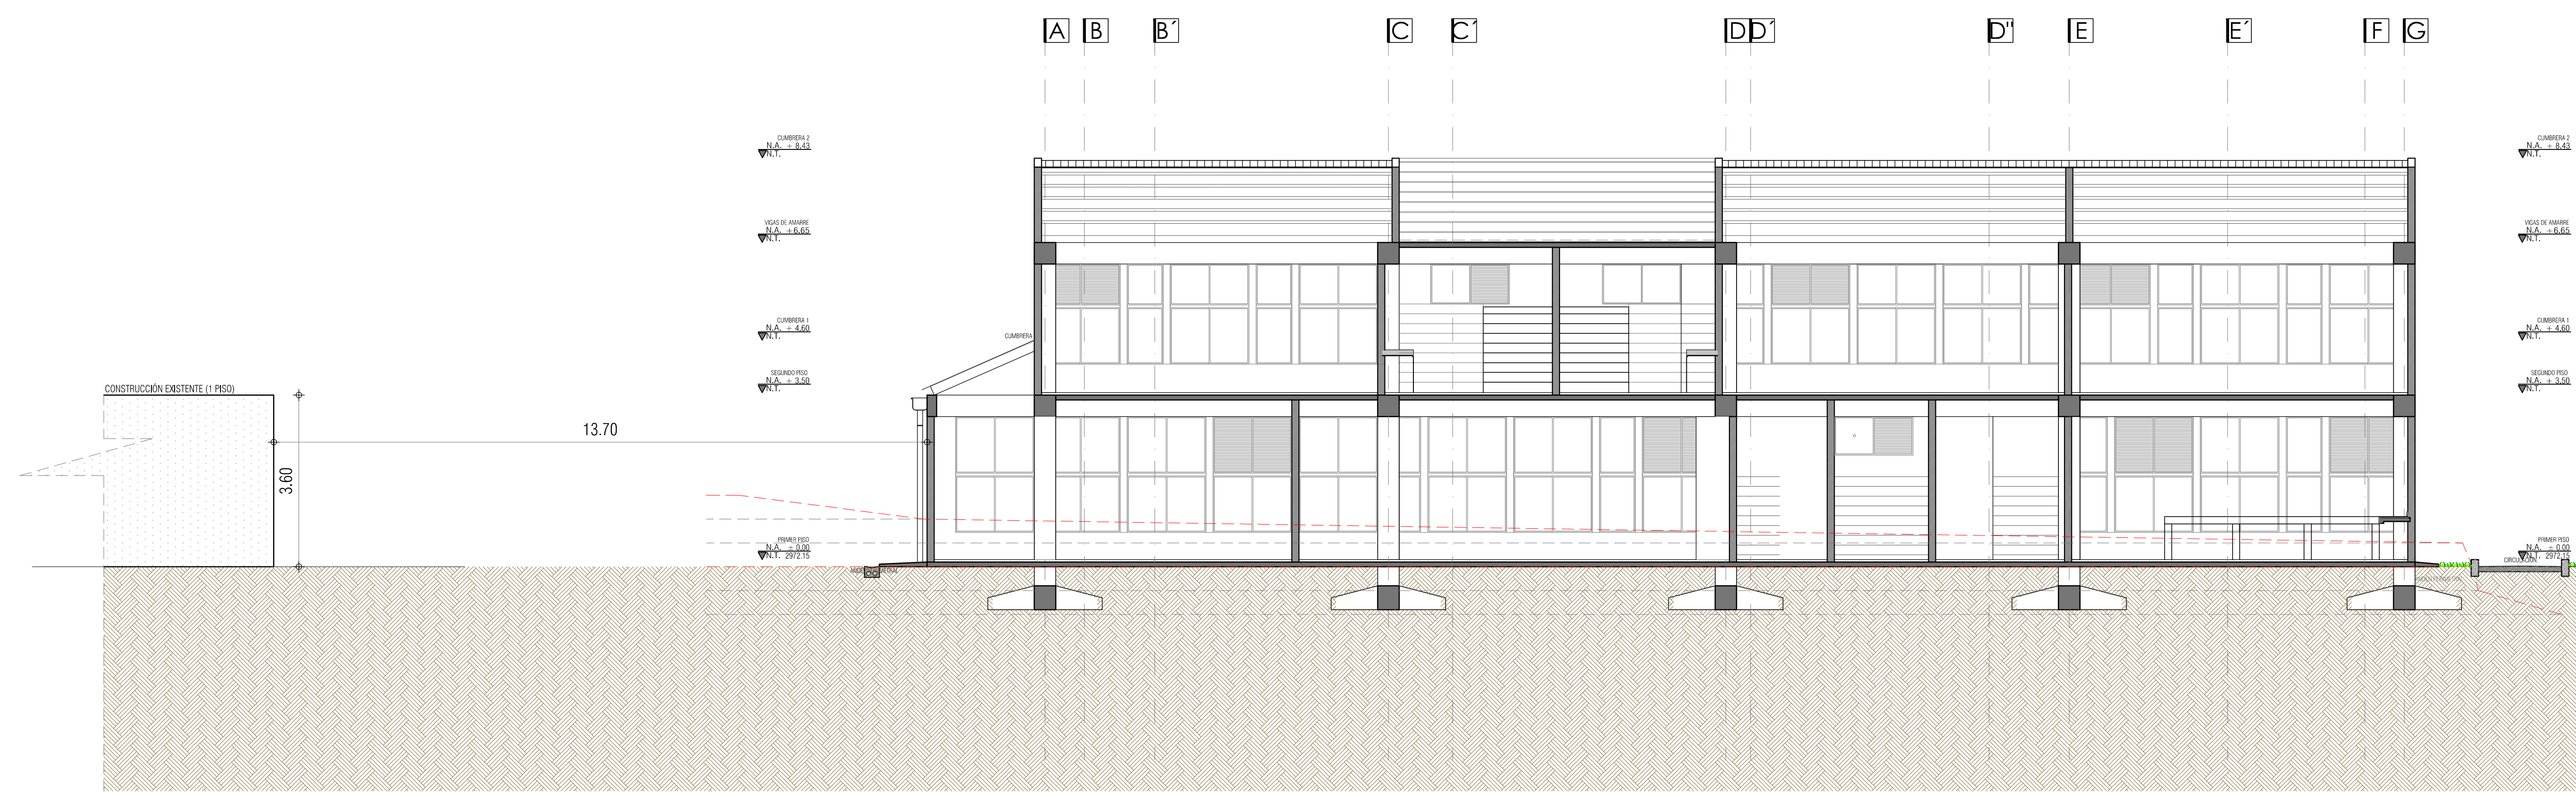 A B B´ C C´ D D´ D" E E´ F G
CUMBRERA 2
N.A. + 8,43
N.T.
CUMBRERA 2
N.A. + 8,43
N.T.
VIGAS DE AMARRE
N.A. +6,65
N.T.
VIGAS DE AMARRE
N.A. +6,65
N.T.
CUMBRERA 1
N.A. + 4,60
N.T.
CUMBRERA
CUMBRERA 1
N.A. + 4,60
N.T.
SEGUNDO PISO
N.A. + 3,50
N.T.
SEGUNDO PISO
N.A. + 3,50
N.T.
CONSTRUCCIÓN EXISTENTE (1 PISO)
13.70
3.60
PRIMER PISO
N.A. ± 0,00
N.T. 2972.15
PRIMER PISO
N.A. ± 0,00
N.T. 2972.15
CIRCULACIÓN